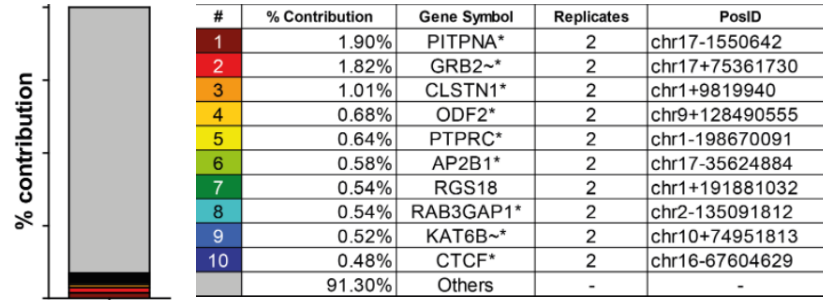 % contribution
# % Contribution Gene Symbol Replicates PosID
1 1.90% PITPNA* 2 chr17-1550642
2 1.82% GRB2~* 2 chr17+75361730
3 1.01% CLSTN1* 2 chr1+9819940
4 0.68% ODF2* 2 chr9+128490555
5 0.64% PTPRC* 2 chr1-198670091
6 0.58% AP2B1* 2 chr17-35624884
7 0.54% RGS18 2 chr1+191881032
8 0.54% RAB3GAP1* 2 chr2-135091812
9 0.52% KAT6B~* 2 chr10+74951813
10 0.48% CTCF* 2 chr16-67604629
91.30% Others - -